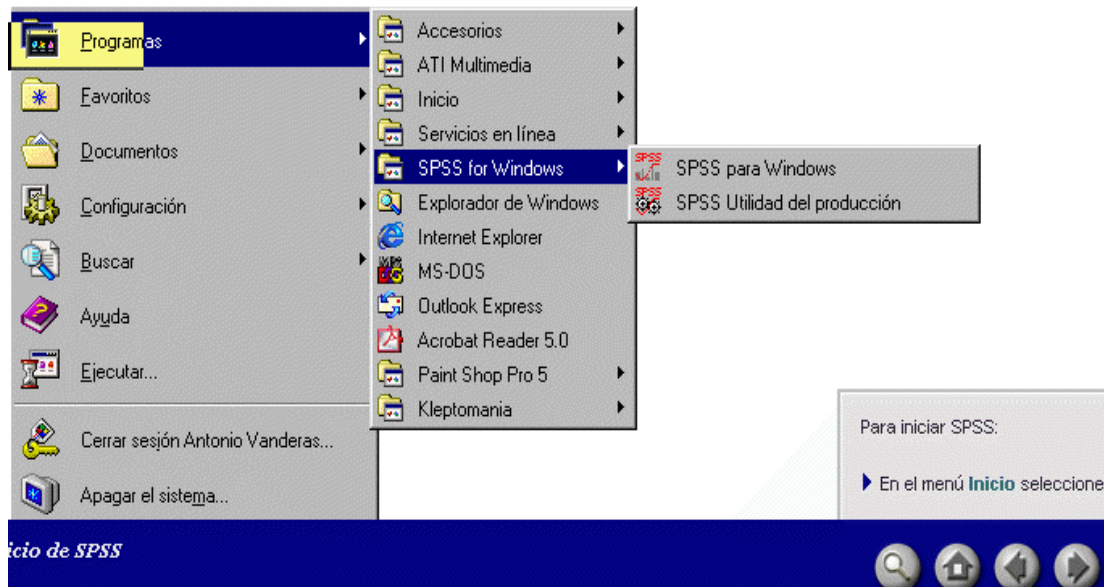 Programas
Favoritos
Documentos
Configuración
Buscar
Ayuda
Ejecutar...
Cerrar sesión Antonio Vanderas...
Apagar el sistema...
Accesorios
ATI Multimedia
Inicio
Servicios en línea
SPSS for Windows
Explorador de Windows
Internet Explorer
MS-DOS
Outlook Express
Acrobat Reader 5.0
Paint Shop Pro 5
Kleptomania
SPSS
SPSS para Windows
SPSS
SPSS Utilidad del producción
Para iniciar SPSS:
En el menú Inicio seleccione
icio de SPSS